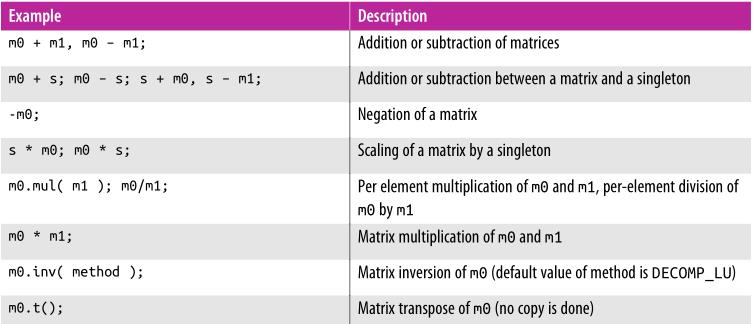 Example Description
m0 + m1, m0 – m1; Addition or subtraction of matrices
m0 + s; m0 – s; s + m0, s – m1; Addition or subtraction between a matrix and a singleton
-m0; Negation of a matrix
s * m0; m0 * s; Scaling of a matrix by a singleton
m0.mul( m1 ); m0/m1; Per element multiplication of m0 and m1, per-element division of
m0 by m1
m0 * m1; Matrix multiplication of m0 and m1
m0.inv( method ); Matrix inversion of m0 (default value of method is DECOMP_LU)
m0.t(); Matrix transpose of m0 (no copy is done)